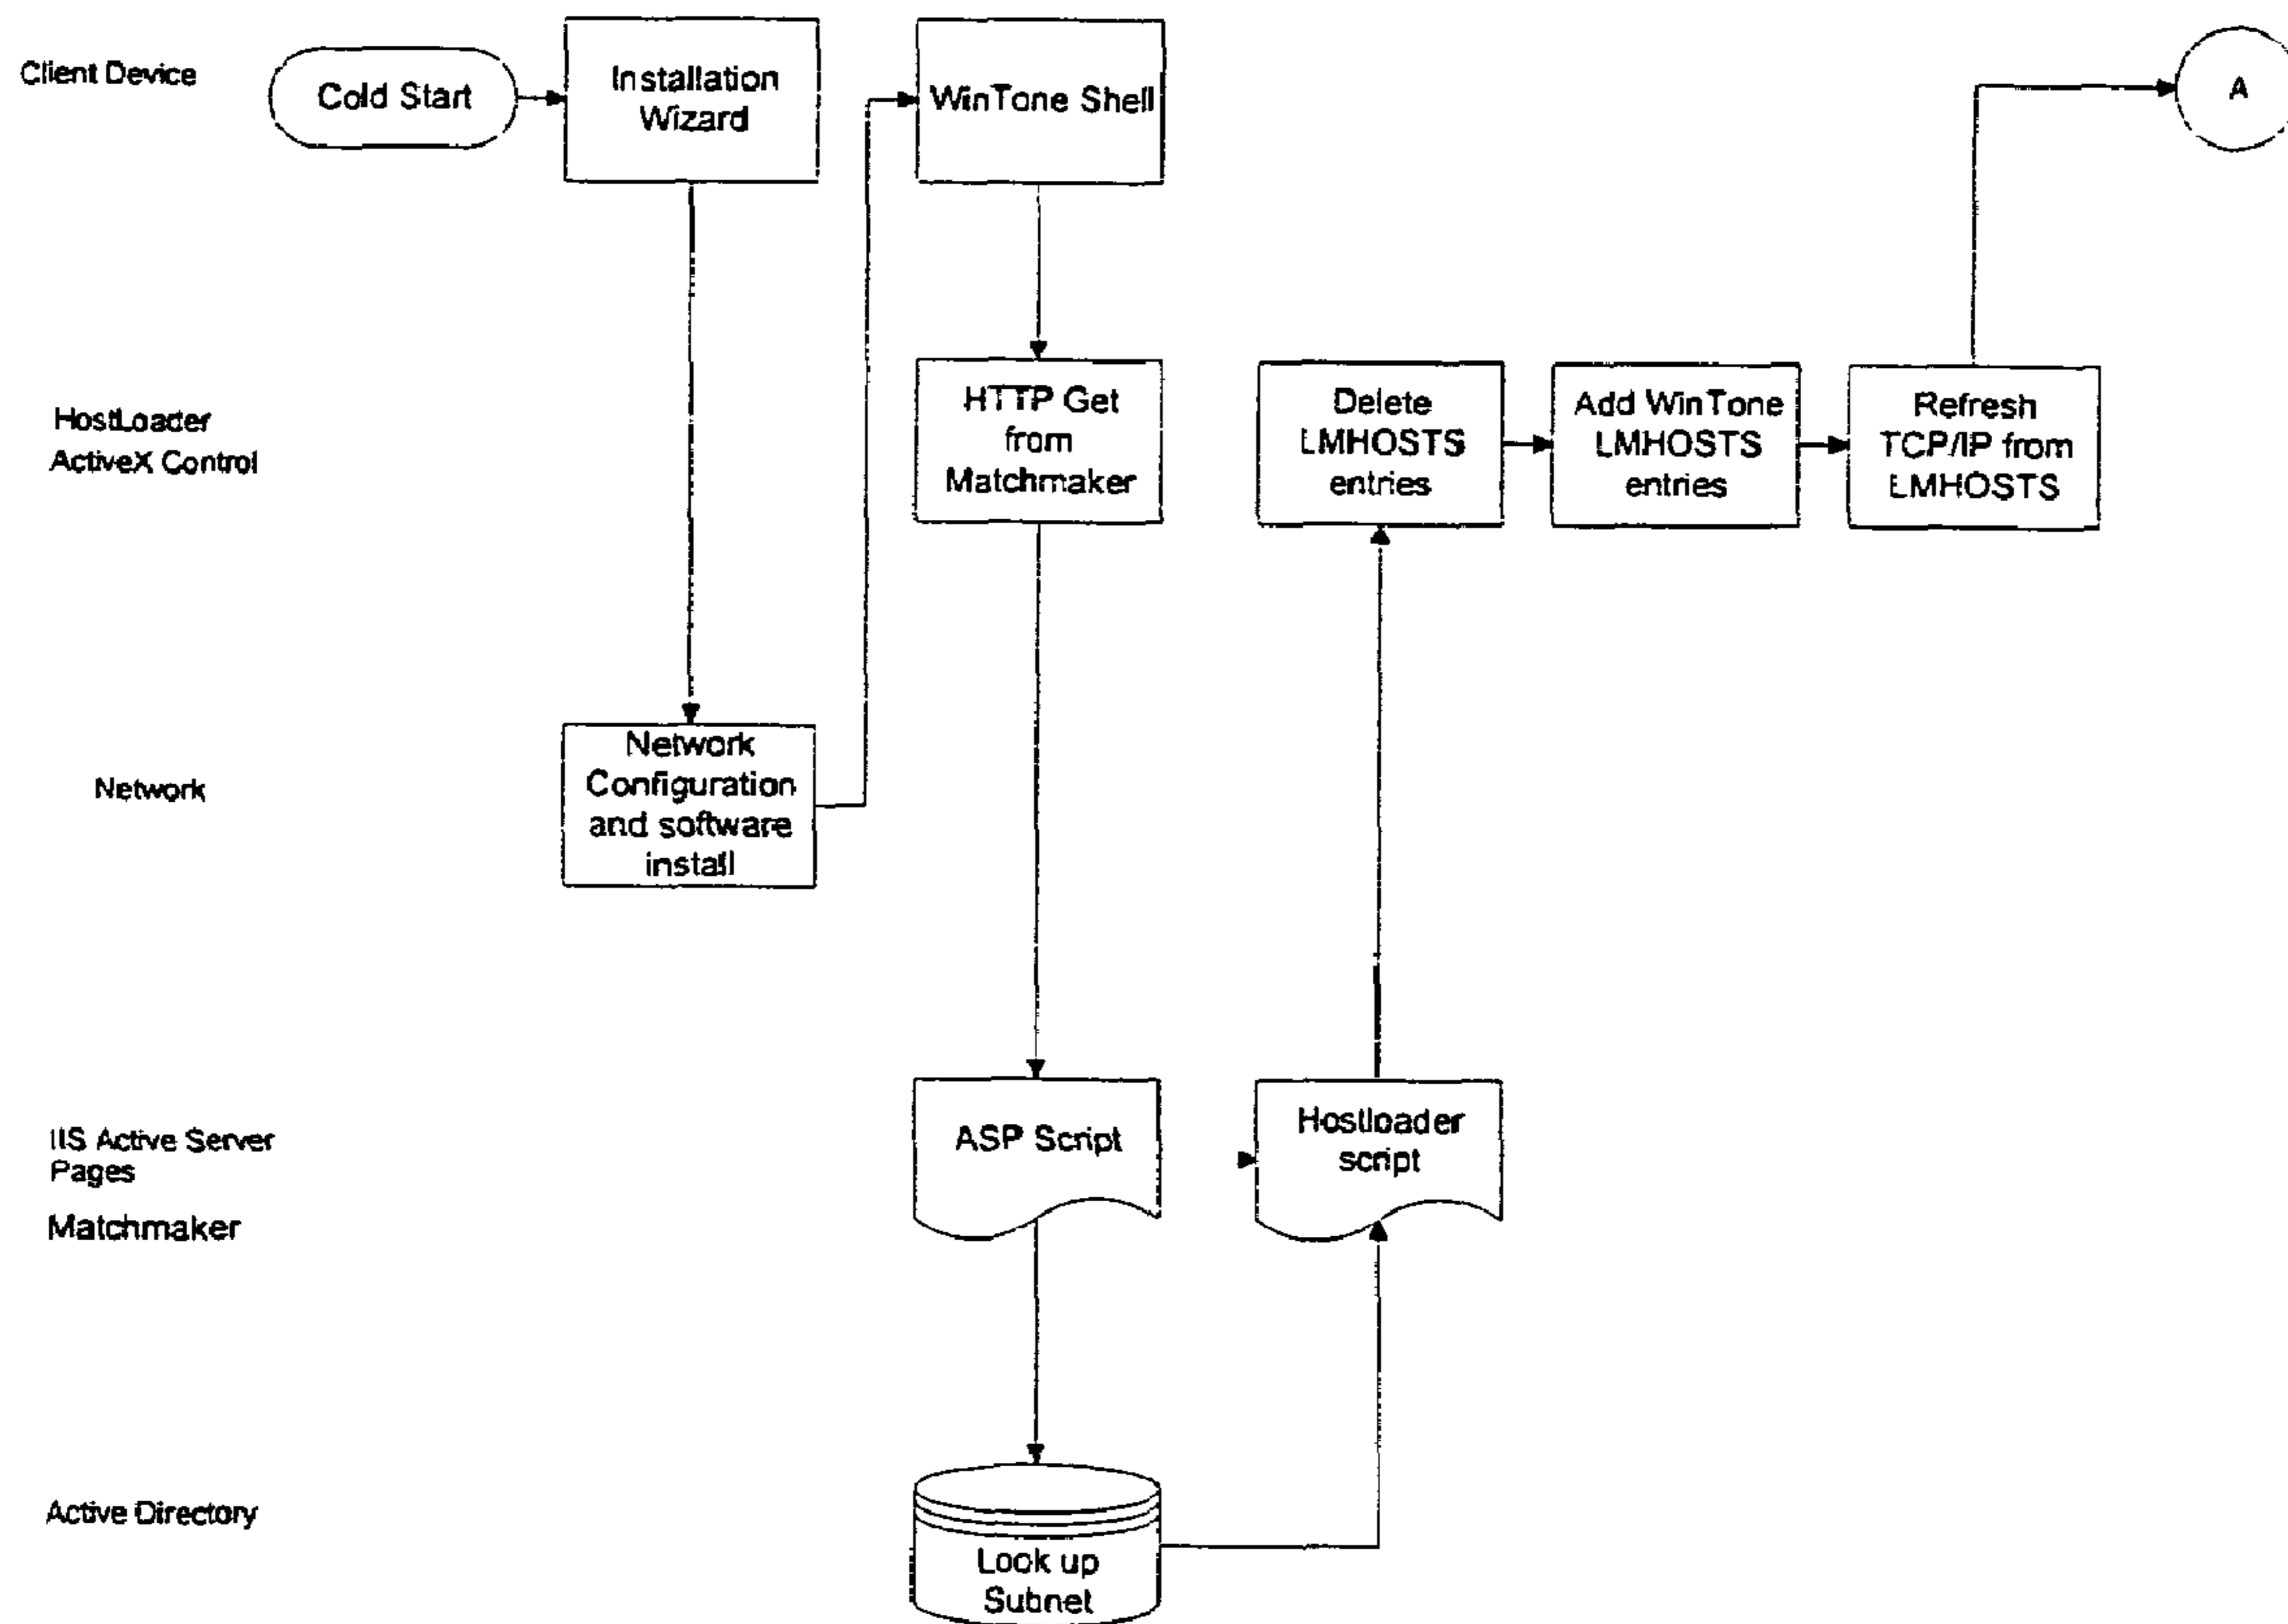 Client Device
Cold Start
Installation
Wizard
WinTone Shell
A
HostLoader
ActiveX Control
HTTP Get
from
Matchmaker
Delete
LMHOSTS
entries
Add WinTone
LMHOSTS
entries
Refresh
TCP/IP from
LMHOSTS
Network
Network
Configuration
and software
install
IIS Active Server
Pages
Matchmaker
ASP Script
Hostloader
script
Active Directory
Look up
Subnet